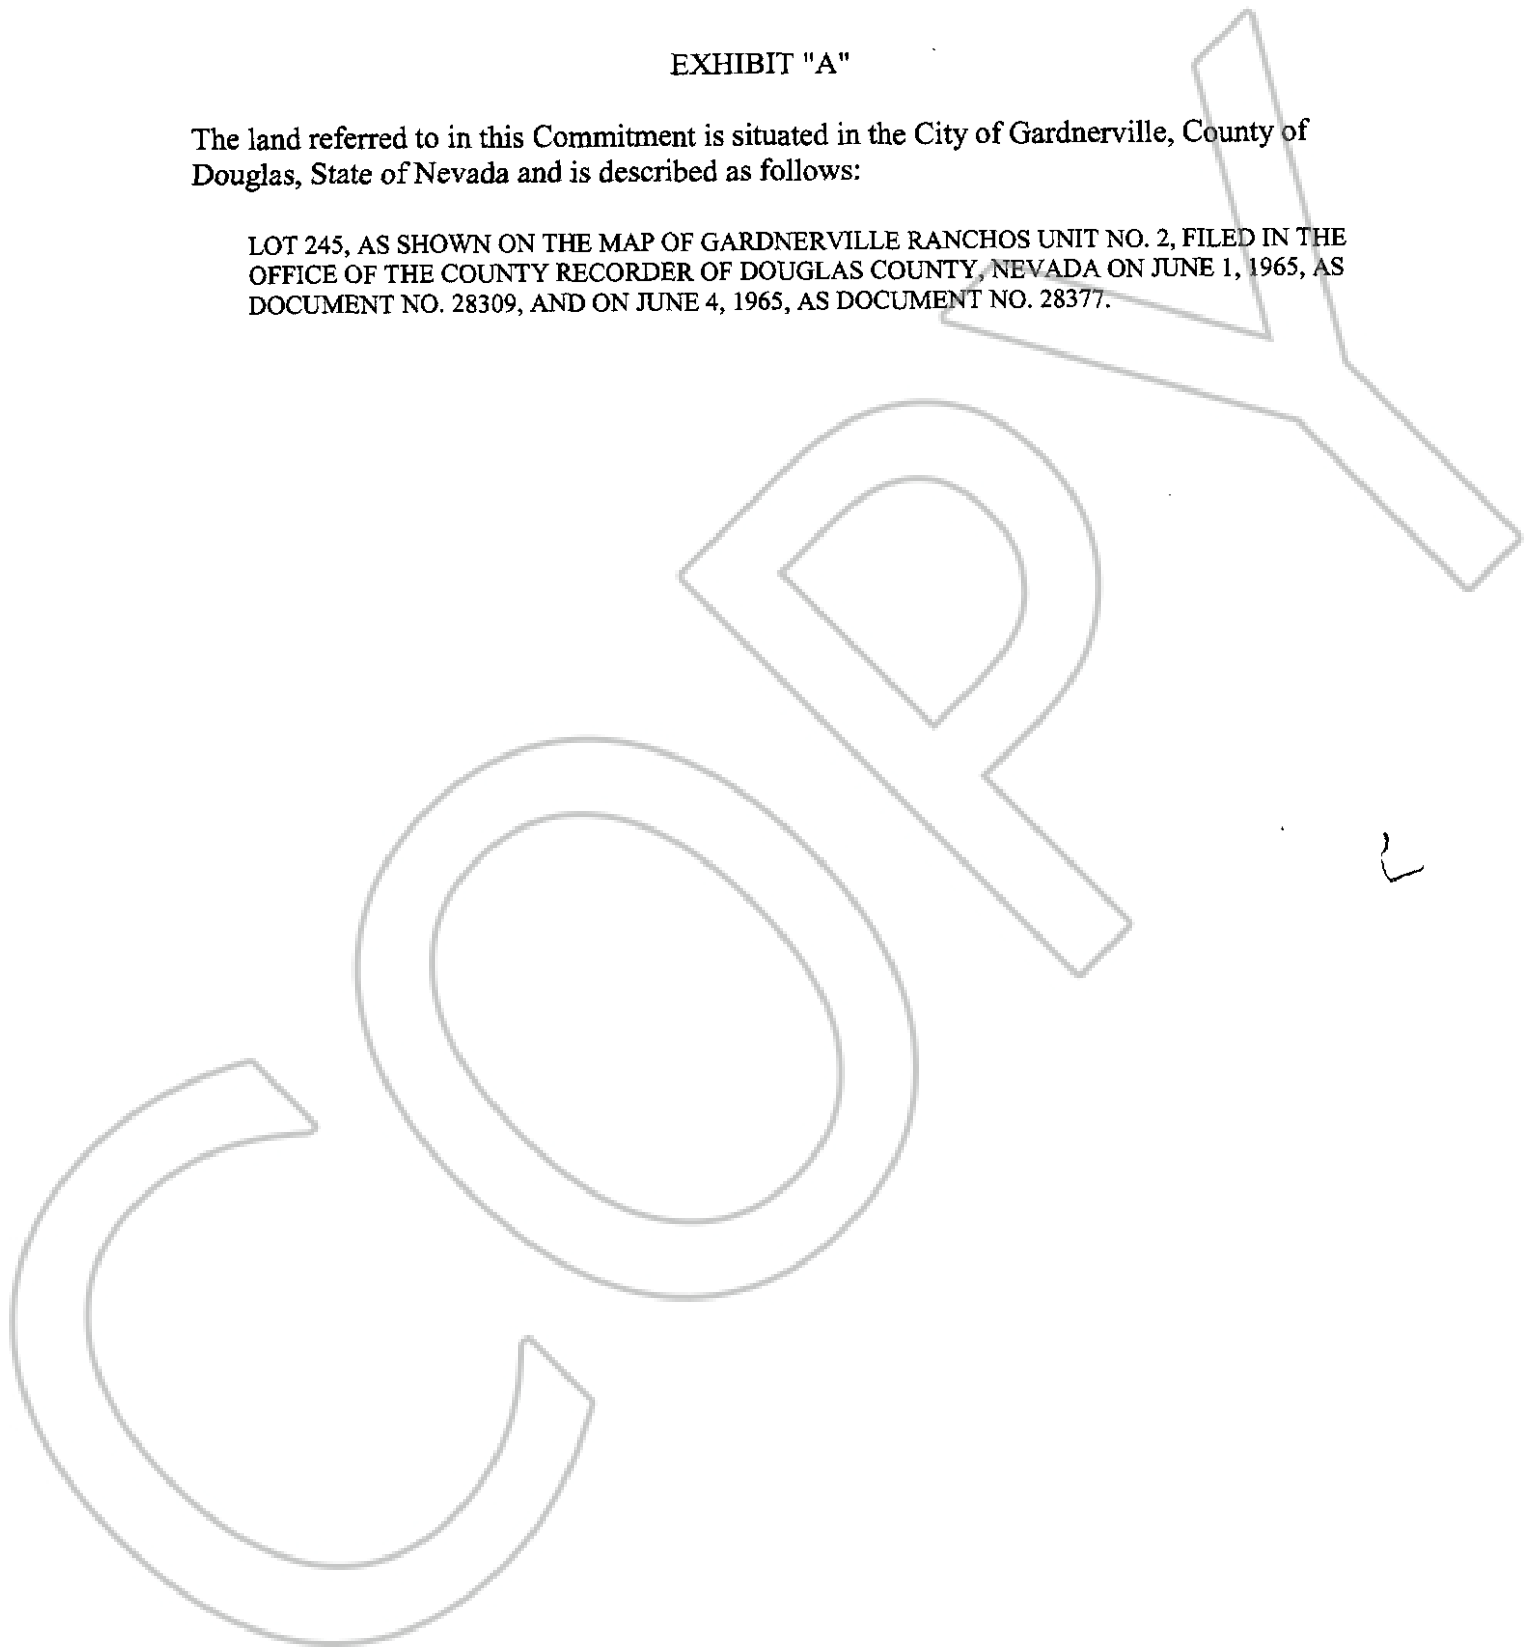 EXHIBIT "A"
The land referred to in this Commitment is situated in the City of Gardnerville, County of
Douglas, State of Nevada and is described as follows:
LOT 245, AS SHOWN ON THE MAP OF GARDNERVILLE RANCHOS UNIT NO. 2, FILED IN THE
OFFICE OF THE COUNTY RECORDER OF DOUGLAS COUNTY, NEVADA ON JUNE 1, 1965, AS
DOCUMENT NO. 28309, AND ON JUNE 4, 1965, AS DOCUMENT NO. 28377.
COPY